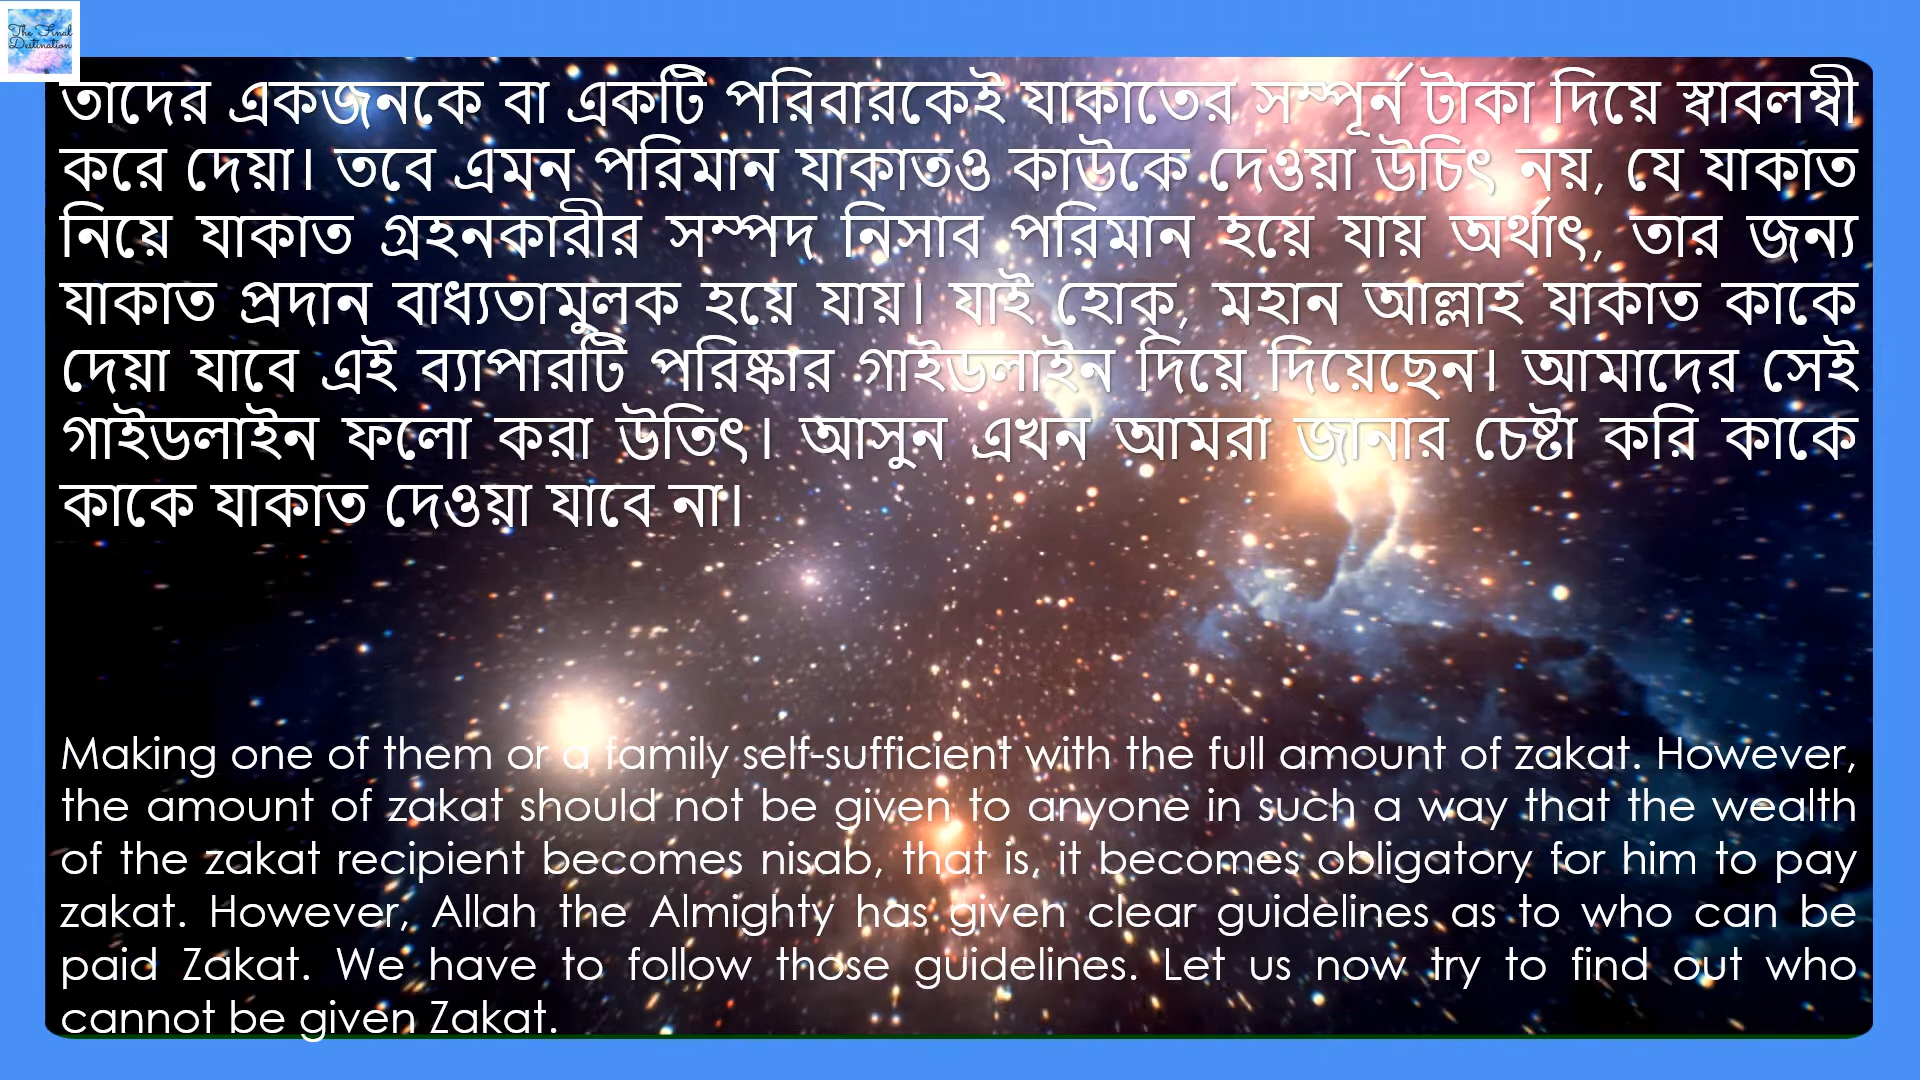 The Final
Destination
তাদের একজনকে বা একটি পরিবারকেই যাকাতের সম্পূর্ন টাকা দিয়ে স্বাবলম্বী
করে দেয়া। তবে এমন পরিমান যাকাতও কাউকে দেওয়া উচিৎ নয়, যে যাকাত
নিয়ে যাকাত গ্রহনকারীর সম্পদ নিসাব পরিমান হয়ে যায় অর্থাৎ, তার জন্য
যাকাত প্রদান বাধ্যতামুলক হয়ে যায়। যাই হোক্, মহান আল্লাহ যাকাত কাকে
দেয়া যাবে এই ব্যাপারটি পরিষ্কার গাইডলাইন দিয়ে দিয়েছেন। আমাদের সেই
গাইডলাইন ফলো করা উতিৎ। আসুন এখন আমরা জানার চেষ্টা করি কাকে
কাকে যাকাত দেওয়া যাবে না।
Making one of them or a family self-sufficient with the full amount of zakat. However,
the amount of zakat should not be given to anyone in such a way that the wealth
of the zakat recipient becomes nisab, that is, it becomes obligatory for him to pay
zakat. However, Allah the Almighty has given clear guidelines as to who can be
paid Zakat. We have to follow those guidelines. Let us now try to find out who
cannot be given Zakat.